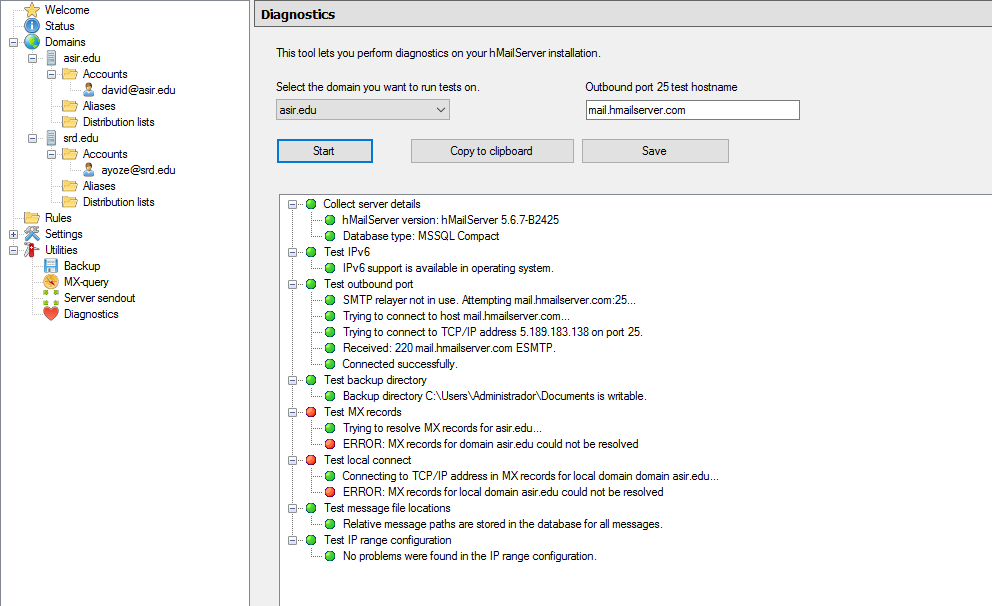 Welcome
Status
Domains
asir.edu
Accounts
david@asir.edu
Aliases
Distribution lists
srd.edu
Accounts
ayoze@srd.edu
Aliases
Distribution lists
Rules
Settings
Utilities
Backup
MX-query
Server sendout
Diagnostics
Diagnostics
This tool lets you perform diagnostics on your hMailServer installation.
Select the domain you want to run tests on.
Outbound port 25 test hostname
asir.edu
mail.hmailserver.com
Start
Copy to clipboard
Save
Collect server details
hMailServer version: hMailServer 5.6.7-B2425
Database type: MSSQL Compact
Test IPv6
IPv6 support is available in operating system.
Test outbound port
SMTP relayer not in use. Attempting mail.hmailserver.com:25...
Trying to connect to host mail.hmailserver.com...
Trying to connect to TCP/IP address 5.189.183.138 on port 25.
Received: 220 mail.hmailserver.com ESMTP.
Connected successfully.
Test backup directory
Backup directory C:\Users\Administrador\Documents is writable.
Test MX records
Trying to resolve MX records for asir.edu...
ERROR: MX records for domain asir.edu could not be resolved
Test local connect
Connecting to TCP/IP address in MX records for local domain domain asir.edu...
ERROR: MX records for local domain asir.edu could not be resolved
Test message file locations
Relative message paths are stored in the database for all messages.
Test IP range configuration
No problems were found in the IP range configuration.